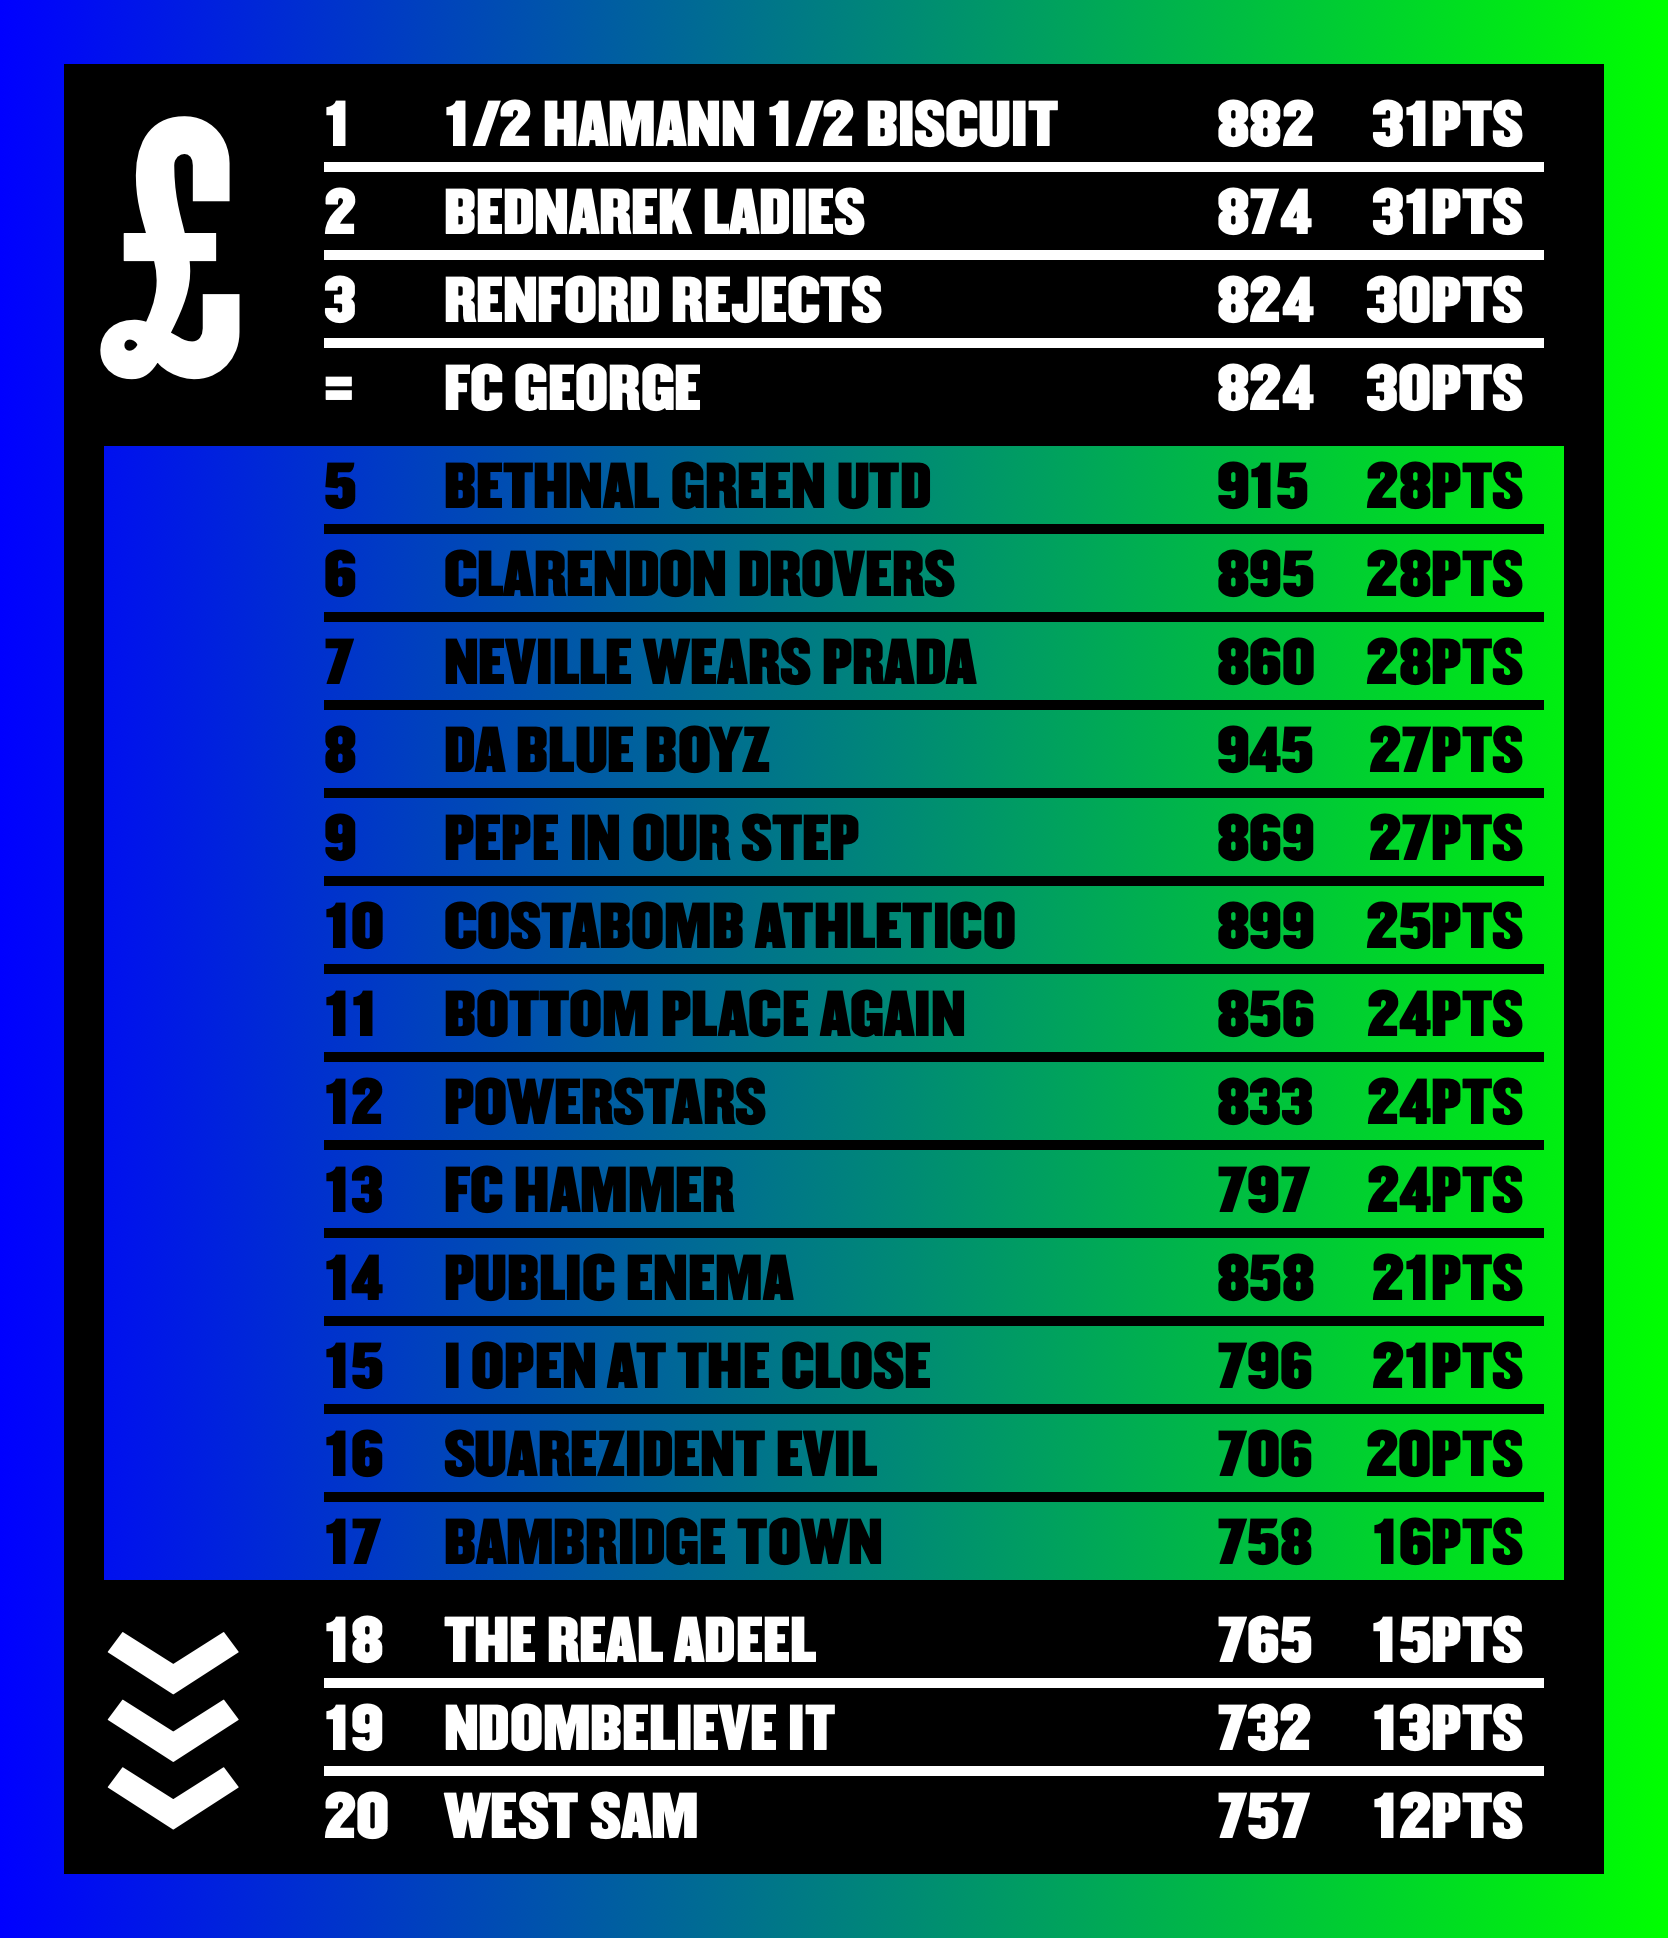 £
1 1/2 HAMANN 1/2 BISCUIT 882 31PTS
2 BEDNAREK LADIES 874 31PTS
3 RENFORD REJECTS 824 30PTS
= FC GEORGE 824 30PTS
5 BETHNAL GREEN UTD 915 28PTS
6 CLARENDON DROVERS 895 28PTS
7 NEVILLE WEARS PRADA 860 28PTS
8 DA BLUE BOYZ 945 27PTS
9 PEPE IN OUR STEP 869 27PTS
10 COSTABOMB ATHLETICO 899 25PTS
11 BOTTOM PLACE AGAIN 856 24PTS
12 POWERSTARS 833 24PTS
13 FC HAMMER 797 24PTS
14 PUBLIC ENEMA 858 21PTS
15 I OPEN AT THE CLOSE 796 21PTS
16 SUAREZIDENT EVIL 706 20PTS
17 BAMBRIDGE TOWN 758 16PTS
18 THE REAL ADEEL 765 15PTS
19 NDOMBELIEVE IT 732 13PTS
20 WEST SAM 757 12PTS